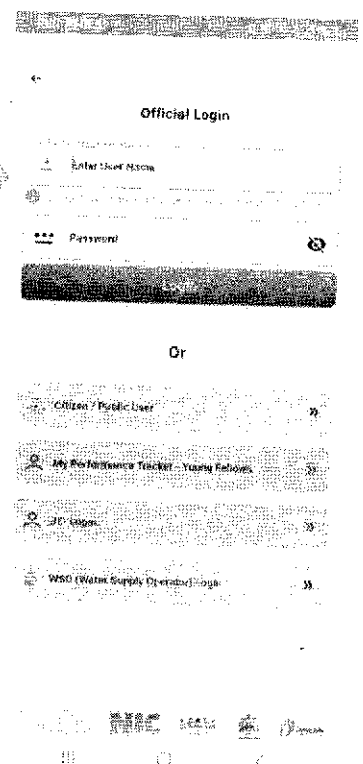 Official Login
Enter User Name
Password
Login
Or
Citizen / Public User
My Performance Tracker - Young Fellows
Login
WSO (Water Supply Operator) Login